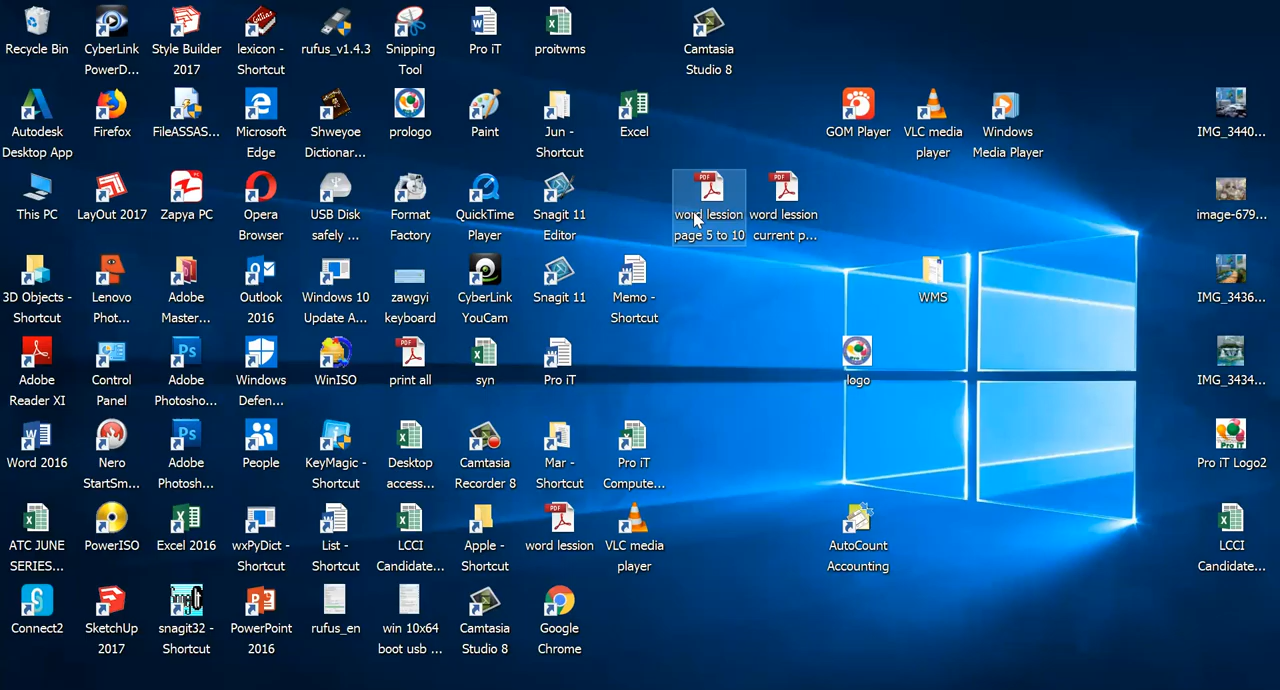 Recycle Bin
CyberLink
PowerD...
Style Builder
2017
lexicon -
Shortcut
rufus_v1.4.3
Snipping
Tool
Pro iT
proitwms
Camtasia
Studio 8
Autodesk
Desktop App
Firefox
FileASSAS...
Microsoft
Edge
Shweyoe
Dictionar...
prologo
Paint
Jun -
Shortcut
Excel
GOM Player
VLC media
player
Windows
Media Player
IMG_3440...
This PC
LayOut 2017
Zapya PC
Opera
Browser
USB Disk
safely ...
Format
Factory
QuickTime
Player
Snagit 11
Editor
word lession
page 5 to 10
word lession
current p...
image-679...
3D Objects -
Shortcut
Lenovo
Phot...
Adobe
Master...
Outlook
2016
Windows 10
Update A...
zawgyi
keyboard
CyberLink
YouCam
Snagit 11
Memo -
Shortcut
WMS
IMG_3436...
Adobe
Reader XI
Control
Panel
Adobe
Photosho...
Windows
Defen...
WinISO
print all
syn
Pro iT
logo
IMG_3434...
Word 2016
Nero
StartSm...
Adobe
Photosh...
People
KeyMagic -
Shortcut
Desktop
access...
Camtasia
Recorder 8
Mar -
Shortcut
Pro iT
Compute...
Pro iT Logo2
ATC JUNE
SERIES...
PowerISO
Excel 2016
wxPyDict -
Shortcut
List -
Shortcut
LCCI
Candidate...
Apple -
Shortcut
word lession
VLC media
player
AutoCount
Accounting
LCCI
Candidate...
Connect2
SketchUp
2017
snagit32 -
Shortcut
PowerPoint
2016
rufus_en
win 10x64
boot usb ...
Camtasia
Studio 8
Google
Chrome